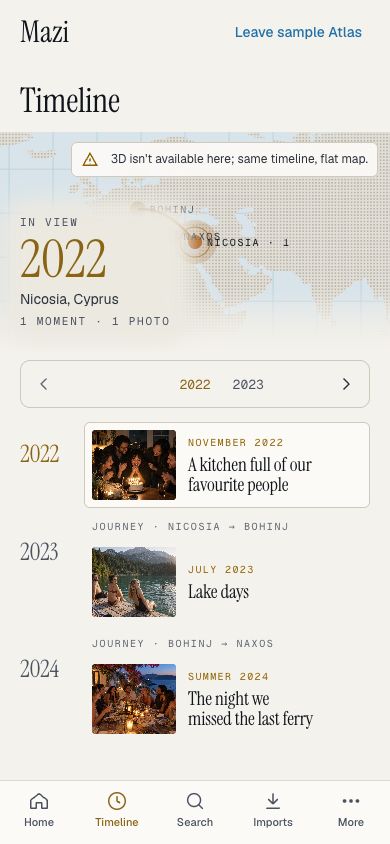 Mazi
Leave sample Atlas
Timeline
3D isn't available here; same timeline, flat map.
BOHINJ
NAXOS
NICOSIA · 1
IN VIEW
2022
Nicosia, Cyprus
1 MOMENT · 1 PHOTO
2022 2023
2022
NOVEMBER 2022
A kitchen full of our
favourite people
JOURNEY · NICOSIA → BOHINJ
2023
JULY 2023
Lake days
JOURNEY · BOHINJ → NAXOS
2024
SUMMER 2024
The night we
missed the last ferry
Home
Timeline
Search
Imports
More